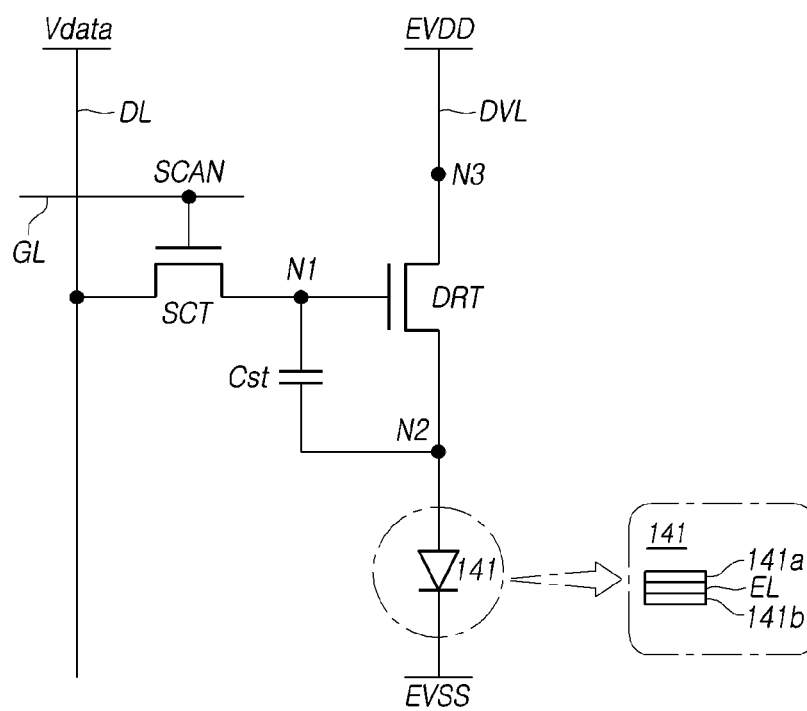 Vdata
EVDD
DL
DVL
SCAN
N3
GL
N1
SCT
DRT
Cst
N2
141
141
141a
EL
141b
EVSS